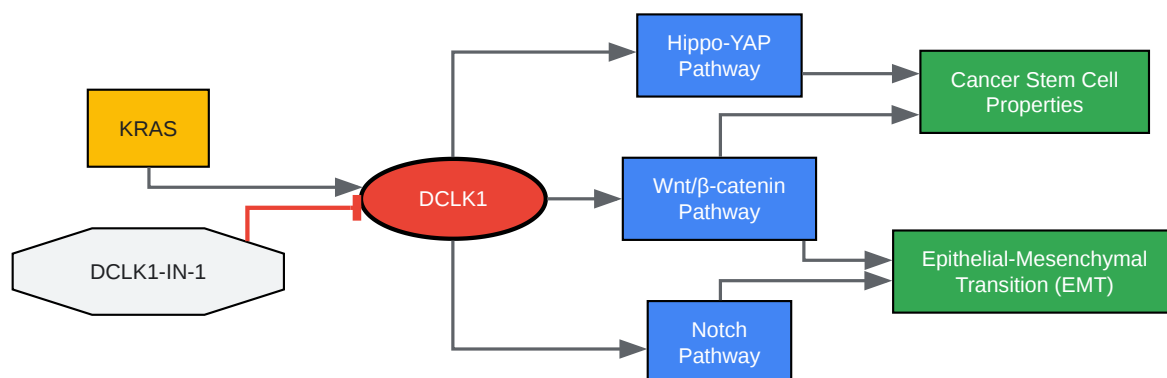 KRAS
DCLK1-IN-1
DCLK1
Hippo-YAP
Pathway
Wnt/β-catenin
Pathway
Notch
Pathway
Cancer Stem Cell
Properties
Epithelial-Mesenchymal
Transition (EMT)